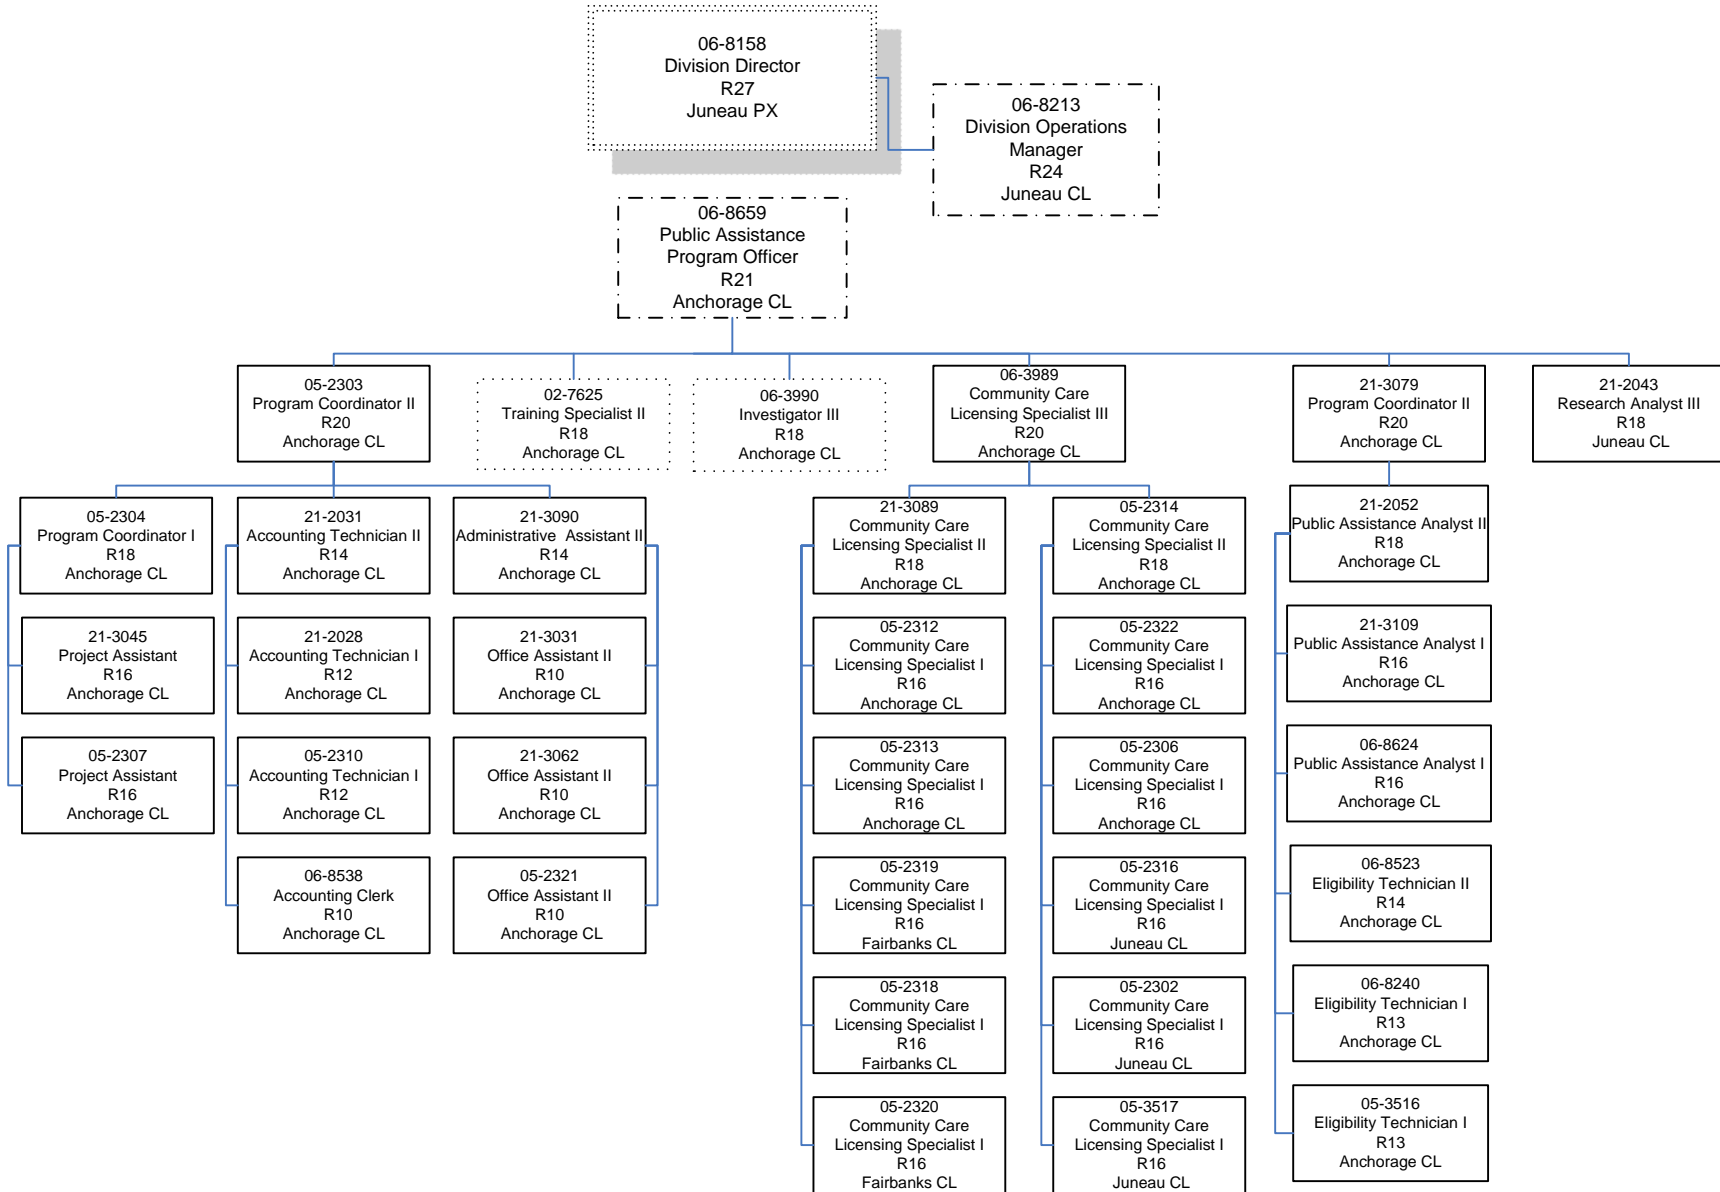 06-8158
Division Director
R27
Juneau PX
06-8213
Division Operations
Manager
R24
Juneau CL
06-8659
Public Assistance
Program Officer
R21
Anchorage CL
05-2303
Program Coordinator II
R20
Anchorage CL
02-7625
Training Specialist II
R18
Anchorage CL
06-3990
Investigator III
R18
Anchorage CL
06-3989
Community Care
Licensing Specialist III
R20
Anchorage CL
21-3079
Program Coordinator II
R20
Anchorage CL
21-2043
Research Analyst III
R18
Juneau CL
05-2304
Program Coordinator I
R18
Anchorage CL
21-3045
Project Assistant
R16
Anchorage CL
05-2307
Project Assistant
R16
Anchorage CL
21-2031
Accounting Technician II
R14
Anchorage CL
21-2028
Accounting Technician I
R12
Anchorage CL
05-2310
Accounting Technician I
R12
Anchorage CL
06-8538
Accounting Clerk
R10
Anchorage CL
21-3090
Administrative Assistant II
R14
Anchorage CL
21-3031
Office Assistant II
R10
Anchorage CL
21-3062
Office Assistant II
R10
Anchorage CL
05-2321
Office Assistant II
R10
Anchorage CL
21-3089
Community Care
Licensing Specialist II
R18
Anchorage CL
05-2312
Community Care
Licensing Specialist I
R16
Anchorage CL
05-2313
Community Care
Licensing Specialist I
R16
Anchorage CL
05-2319
Community Care
Licensing Specialist I
R16
Fairbanks CL
05-2318
Community Care
Licensing Specialist I
R16
Fairbanks CL
05-2320
Community Care
Licensing Specialist I
R16
Fairbanks CL
05-2314
Community Care
Licensing Specialist II
R18
Anchorage CL
05-2322
Community Care
Licensing Specialist I
R16
Anchorage CL
05-2306
Community Care
Licensing Specialist I
R16
Anchorage CL
05-2316
Community Care
Licensing Specialist I
R16
Juneau CL
05-2302
Community Care
Licensing Specialist I
R16
Juneau CL
05-3517
Community Care
Licensing Specialist I
R16
Juneau CL
21-2052
Public Assistance Analyst II
R18
Anchorage CL
21-3109
Public Assistance Analyst I
R16
Anchorage CL
06-8624
Public Assistance Analyst I
R16
Anchorage CL
06-8523
Eligibility Technician II
R14
Anchorage CL
06-8240
Eligibility Technician I
R13
Anchorage CL
05-3516
Eligibility Technician I
R13
Anchorage CL